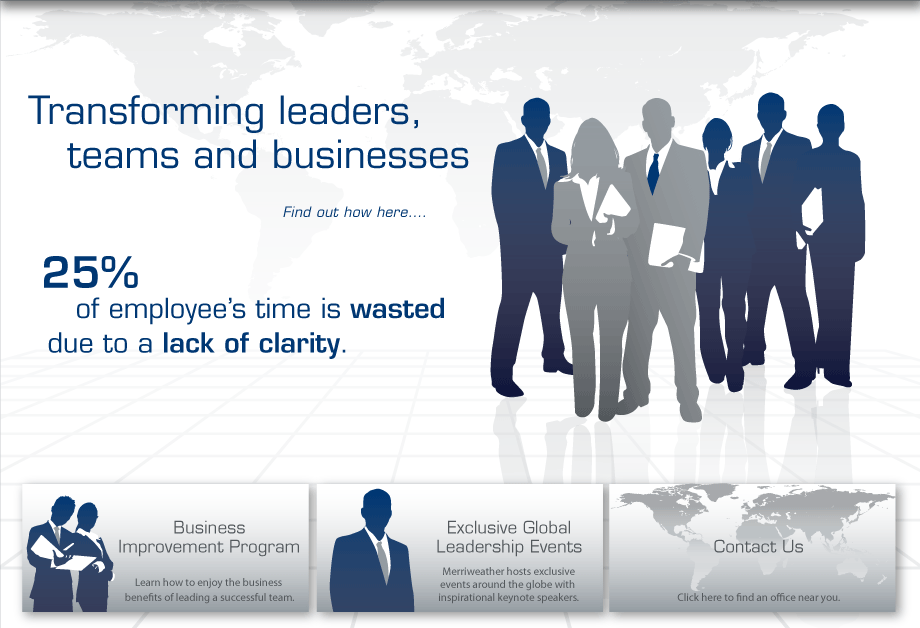 Transforming leaders,
teams and businesses
Find out how here....
25%
of employee's time is wasted
due to a lack of clarity.
Business
Improvement Program
Learn how to enjoy the business
benefits of leading a successful team.
Exclusive Global
Leadership Events
Merriweather hosts exclusive
events around the globe with
inspirational keynote speakers.
Contact Us
Click here to find an office near you.